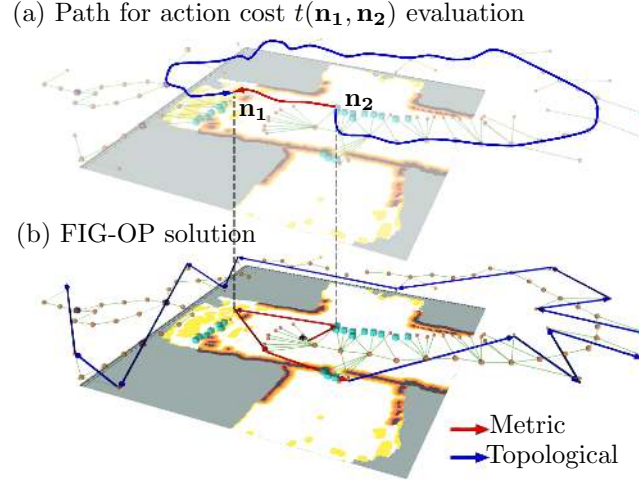 (a) Path for action cost t(n₁, n₂) evaluation
n₁
n₂
(b) FIG-OP solution
Metric
Topological